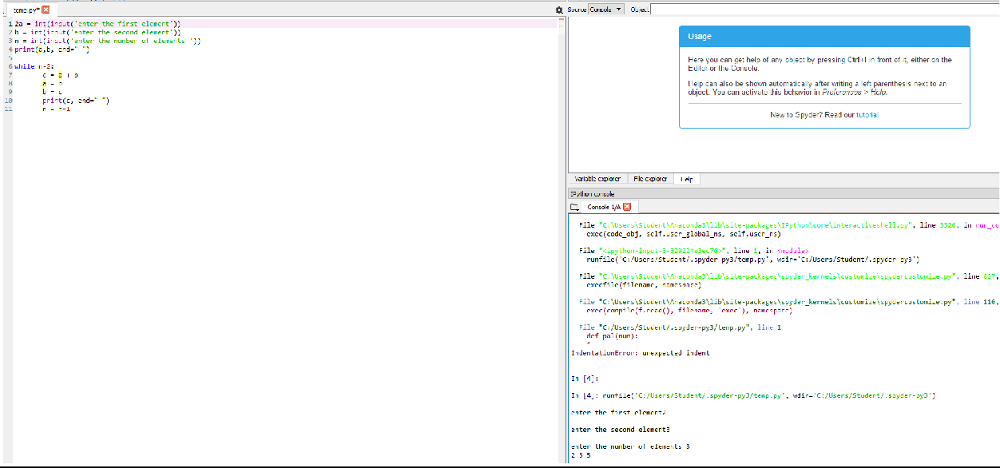 temp.py*
1 2a = int(input('enter the first element'))
2 b = int(input('enter the second element'))
3 n = int(input('enter the number of elements '))
4 print(a,b, end=" ")
5
6 while n-2:
7 c = a + b
8 a = b
9 b = c
10 print(c, end=" ")
11 n = n-1
Source Console Object
Usage
Here you can get help of any object by pressing Ctrl+I in front of it, either on the
Editor or the Console.
Help can also be shown automatically after writing a left parenthesis next to an
object. You can activate this behavior in Preferences > Help.
New to Spyder? Read our tutorial
Variable explorer File explorer Help
IPython console
Console 1/A
File "C:\Users\Student\Anaconda3\lib\site-packages\IPython\core\interactiveshell.py", line 3326, in run_co
exec(code_obj, self.user_global_ns, self.user_ns)
File "<ipython-input-3-329224e3ec76>", line 1, in <module>
runfile('C:/Users/Student/.spyder-py3/temp.py', wdir='C:/Users/Student/.spyder-py3')
File "C:\Users\Student\Anaconda3\lib\site-packages\spyder_kernels\customize\spydercustomize.py", line 827,
execfile(filename, namespace)
File "C:\Users\Student\Anaconda3\lib\site-packages\spyder_kernels\customize\spydercustomize.py", line 110,
exec(compile(f.read(), filename, 'exec'), namespace)
File "C:/Users/Student/.spyder-py3/temp.py", line 1
def pal(num):
^
IndentationError: unexpected indent
In [4]:
In [4]: runfile('C:/Users/Student/.spyder-py3/temp.py', wdir='C:/Users/Student/.spyder-py3')
enter the first element2
enter the second element3
enter the number of elements 3
2 3 5